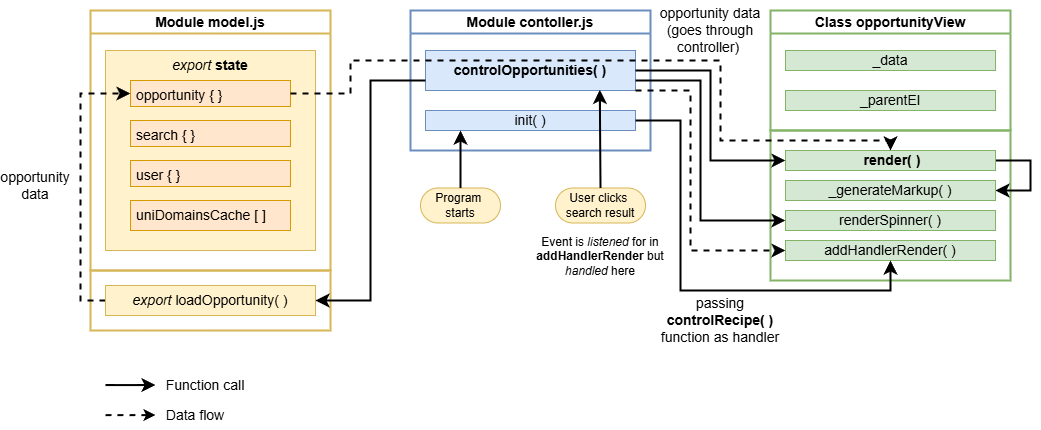 Module model.js
export state
opportunity { }
search { }
user { }
uniDomainsCache [ ]
export loadOpportunity( )
opportunity
data
Module contoller.js
controlOpportunities( )
init( )
Program
starts
User clicks
search result
Event is listened for in
addHandlerRender but
handled here
opportunity data
(goes through
controller)
Class opportunityView
_data
_parentEl
render( )
_generateMarkup( )
renderSpinner( )
addHandlerRender( )
passing
controlRecipe( )
function as handler
Function call
Data flow